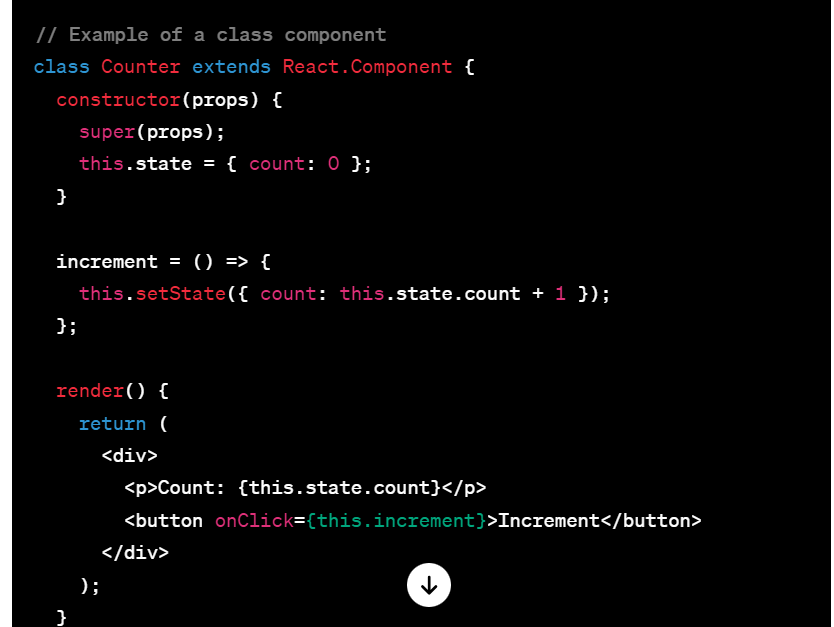 // Example of a class component
class Counter extends React.Component {
  constructor(props) {
    super(props);
    this.state = { count: 0 };
  }

  increment = () => {
    this.setState({ count: this.state.count + 1 });
  };

  render() {
    return (
      <div>
        <p>Count: {this.state.count}</p>
        <button onClick={this.increment}>Increment</button>
      </div>
    );
  }